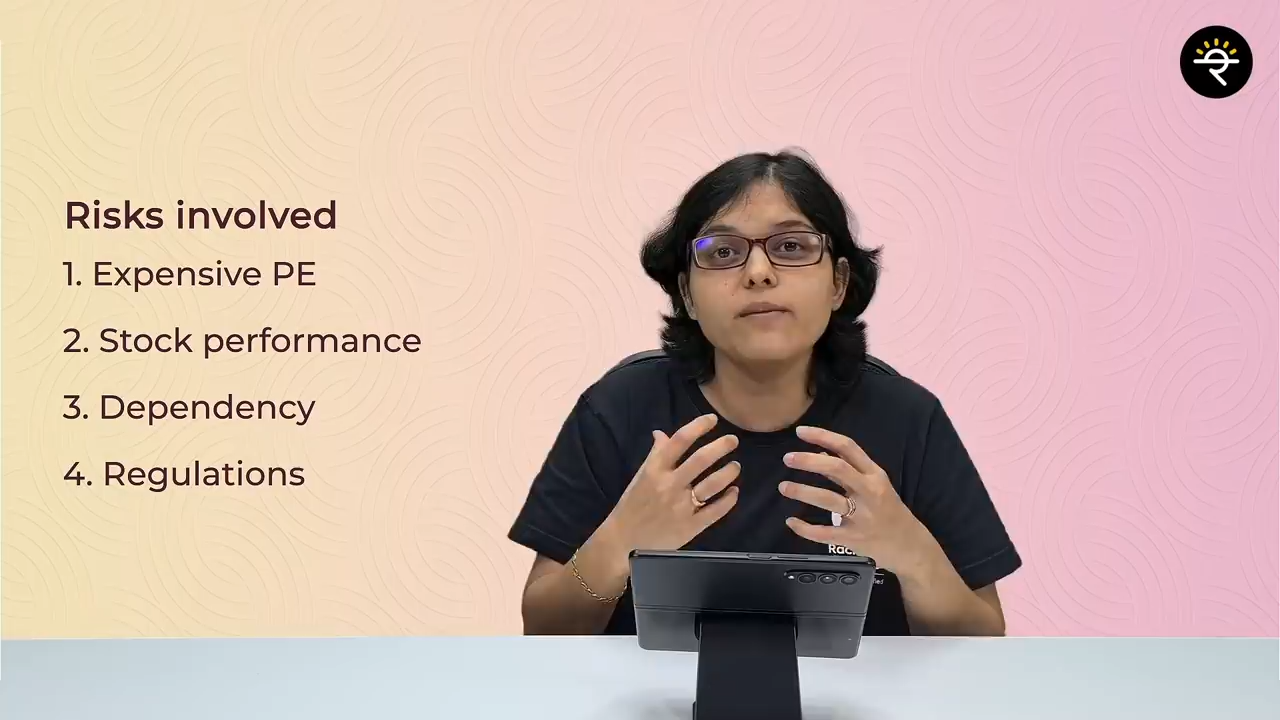 Risks involved
1. Expensive PE
2. Stock performance
3. Dependency
4. Regulations